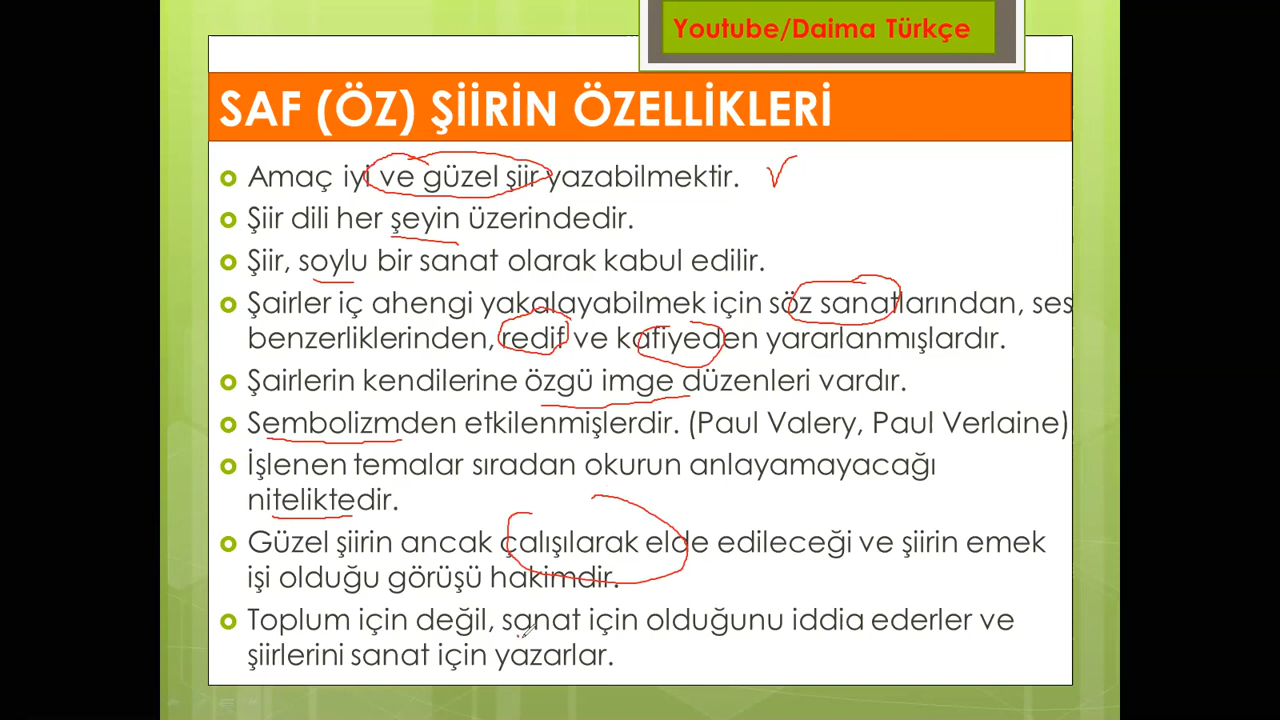 Youtube/Daima Türkçe
SAF (ÖZ) ŞİİRİN ÖZELLİKLERİ
Amaç iyi ve güzel şiir yazabilmektir.
Şiir dili her şeyin üzerindedir.
Şiir, soylu bir sanat olarak kabul edilir.
Şairler iç ahengi yakalayabilmek için söz sanatlarından, ses
benzerliklerinden, redif ve kafiyeden yararlanmışlardır.
Şairlerin kendilerine özgü imge düzenleri vardır.
Sembolizmden etkilenmişlerdir. (Paul Valery, Paul Verlaine)
İşlenen temalar sıradan okurun anlayamayacağı
niteliktedir.
Güzel şiirin ancak çalışılarak elde edileceği ve şiirin emek
işi olduğu görüşü hakimdir.
Toplum için değil, sanat için olduğunu iddia ederler ve
şiirlerini sanat için yazarlar.